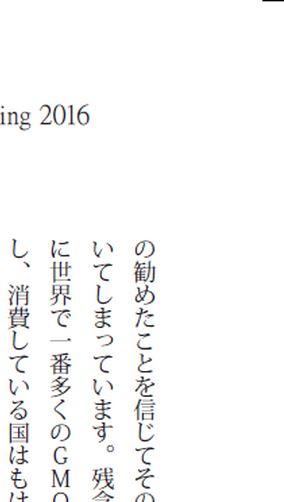 ing 2016
の勧めたことを信じてその
いてしまっています。残念
に世界で一番多くのGM
し、消費している国はもは